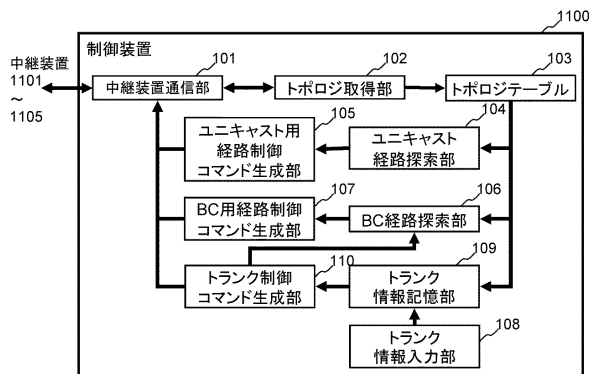 1100
制御装置
中継装置
1101
～
1105
101
中継装置通信部
102
トポロジ取得部
103
トポロジテーブル
105
ユニキャスト用
経路制御
コマンド生成部
104
ユニキャスト
経路探索部
107
BC用経路制御
コマンド生成部
106
BC経路探索部
110
トランク制御
コマンド生成部
109
トランク
情報記憶部
108
トランク
情報入力部